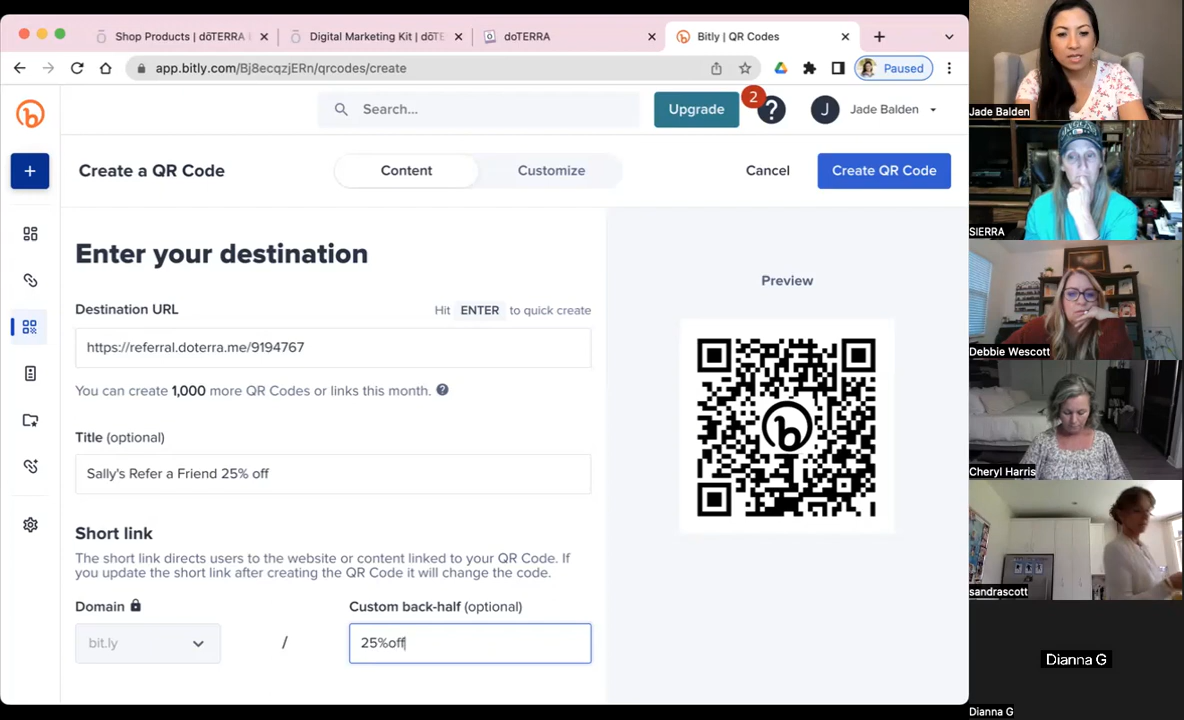 Shop Products | dōTERRA
Digital Marketing Kit | dōTE
dōTERRA
Bitly | QR Codes
app.bitly.com/Bj8ecqzjERn/qrcodes/create
Paused
Search...
Upgrade
2
?
J
Jade Balden
Create a QR Code
Content
Customize
Cancel
Create QR Code
Enter your destination
Destination URL
Hit ENTER to quick create
https://referral.doterra.me/9194767
You can create 1,000 more QR Codes or links this month.
Title (optional)
Sally's Refer a Friend 25% off
Short link
The short link directs users to the website or content linked to your QR Code. If
you update the short link after creating the QR Code it will change the code.
Domain
Custom back-half (optional)
bit.ly
/
25%off
Preview
b
Jade Balden
SIERRA
Debbie Wescott
Cheryl Harris
sandrascott
Dianna G
Dianna G